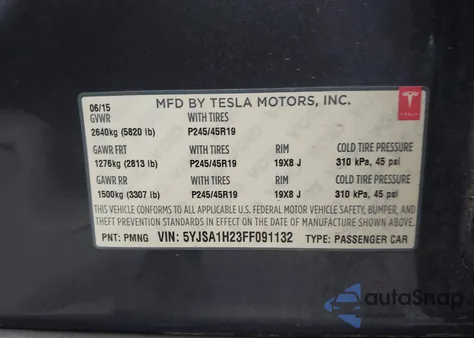 06/15 MFD BY TESLA MOTORS, INC.
GVWR WITH TIRES
2640kg (5820 lb) P245/45R19
TESLA
GAWR FRT WITH TIRES RIM COLD TIRE PRESSURE
1276kg (2813 lb) P245/45R19 19X8 J 310 kPa, 45 psi
GAWR RR WITH TIRES RIM COLD TIRE PRESSURE
1500kg (3307 lb) P245/45R19 19X8 J 310 kPa, 45 psi
THIS VEHICLE CONFORMS TO ALL APPLICABLE U.S. FEDERAL MOTOR VEHICLE SAFETY, BUMPER, AND
THEFT PREVENTION STANDARDS IN EFFECT ON THE DATE OF MANUFACTURE SHOWN ABOVE.
PNT: PMNG VIN: 5YJSA1H23FF091132 TYPE: PASSENGER CAR
autoSnap